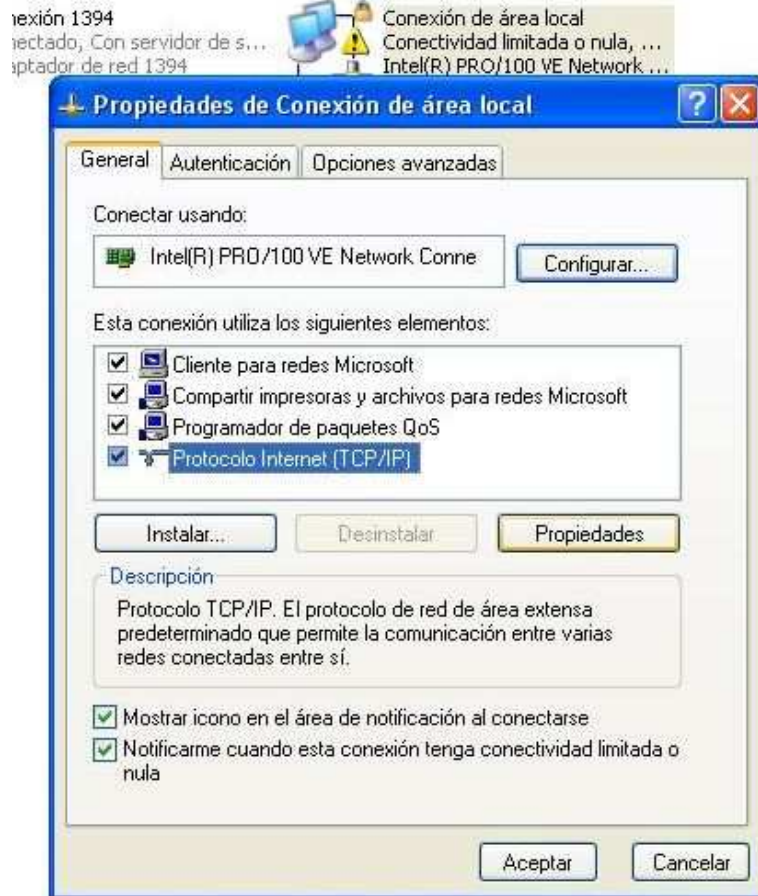 nexión 1394
nectado, Con servidor de s...
aptador de red 1394
Conexión de área local
Conectividad limitada o nula, ...
Intel(R) PRO/100 VE Network ...
Propiedades de Conexión de área local
General
Autenticación
Opciones avanzadas
Conectar usando:
Intel(R) PRO/100 VE Network Conne
Configurar...
Esta conexión utiliza los siguientes elementos:
Cliente para redes Microsoft
Compartir impresoras y archivos para redes Microsoft
Programador de paquetes QoS
Protocolo Internet (TCP/IP)
Instalar...
Desinstalar
Propiedades
Descripción
Protocolo TCP/IP. El protocolo de red de área extensa
predeterminado que permite la comunicación entre varias
redes conectadas entre sí.
Mostrar icono en el área de notificación al conectarse
Notificarme cuando esta conexión tenga conectividad limitada o
nula
Aceptar
Cancelar